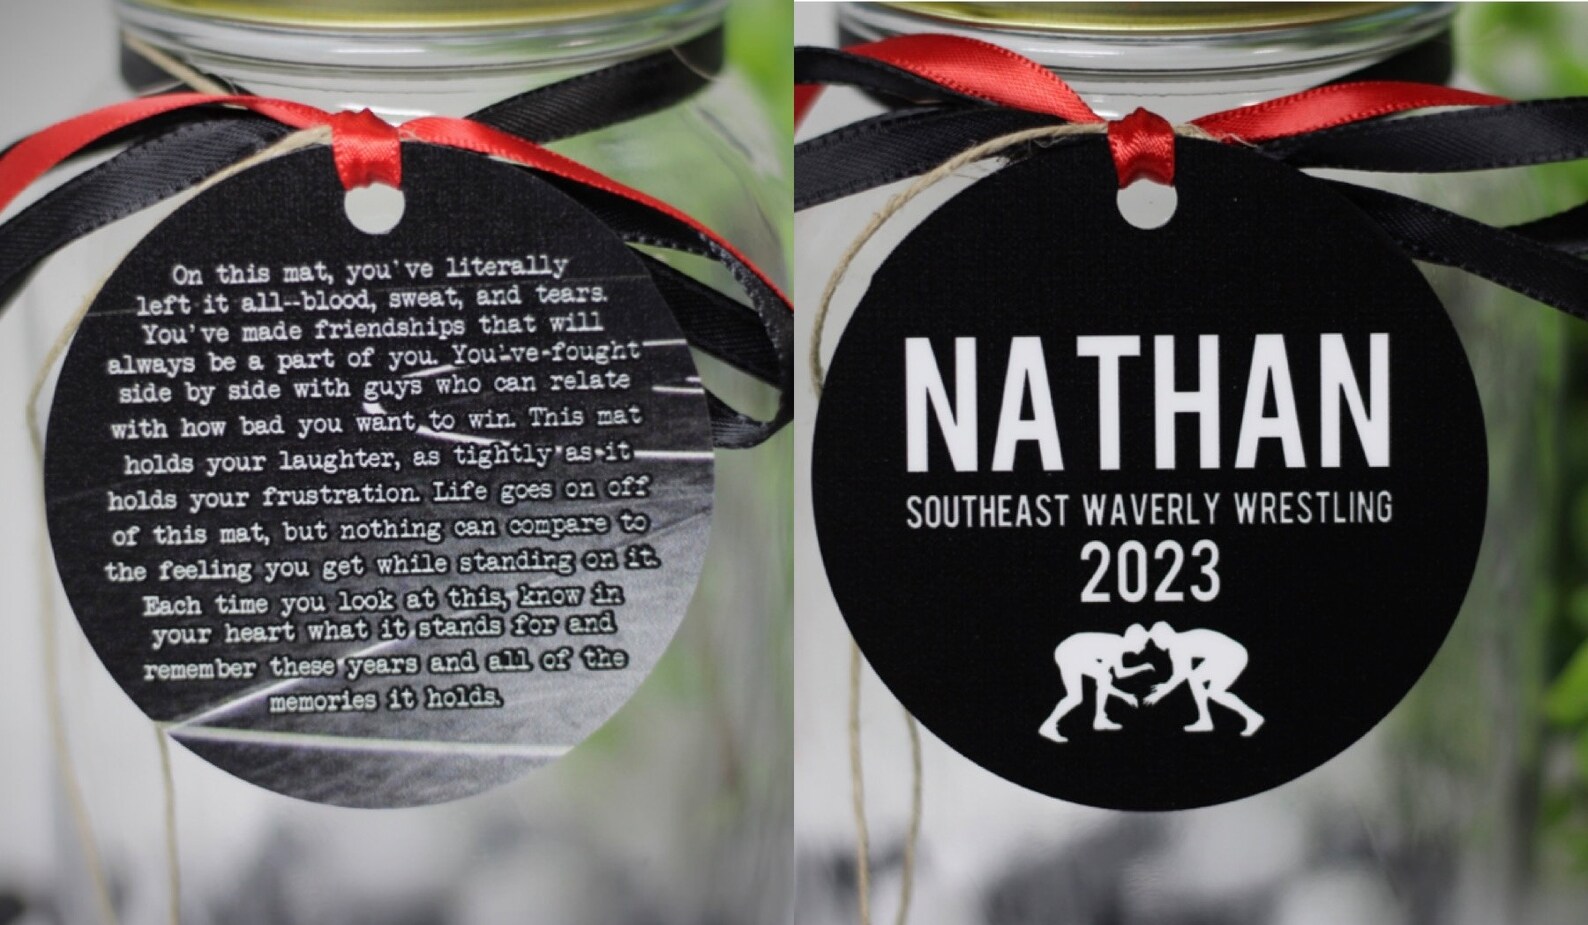 On this mat, you've literally
left it all--blood, sweat, and tears.
You've made friendships that will
always be a part of you. You've fought
side by side with guys who can relate
with how bad you want to win. This mat
holds your laughter, as tightly as it
holds your frustration. Life goes on off
of this mat, but nothing can compare to
the feeling you get while standing on it.
Each time you look at this, know in
your heart what it stands for and
remember these years and all of the
memories it holds.
NATHAN
SOUTHEAST WAVERLY WRESTLING
2023